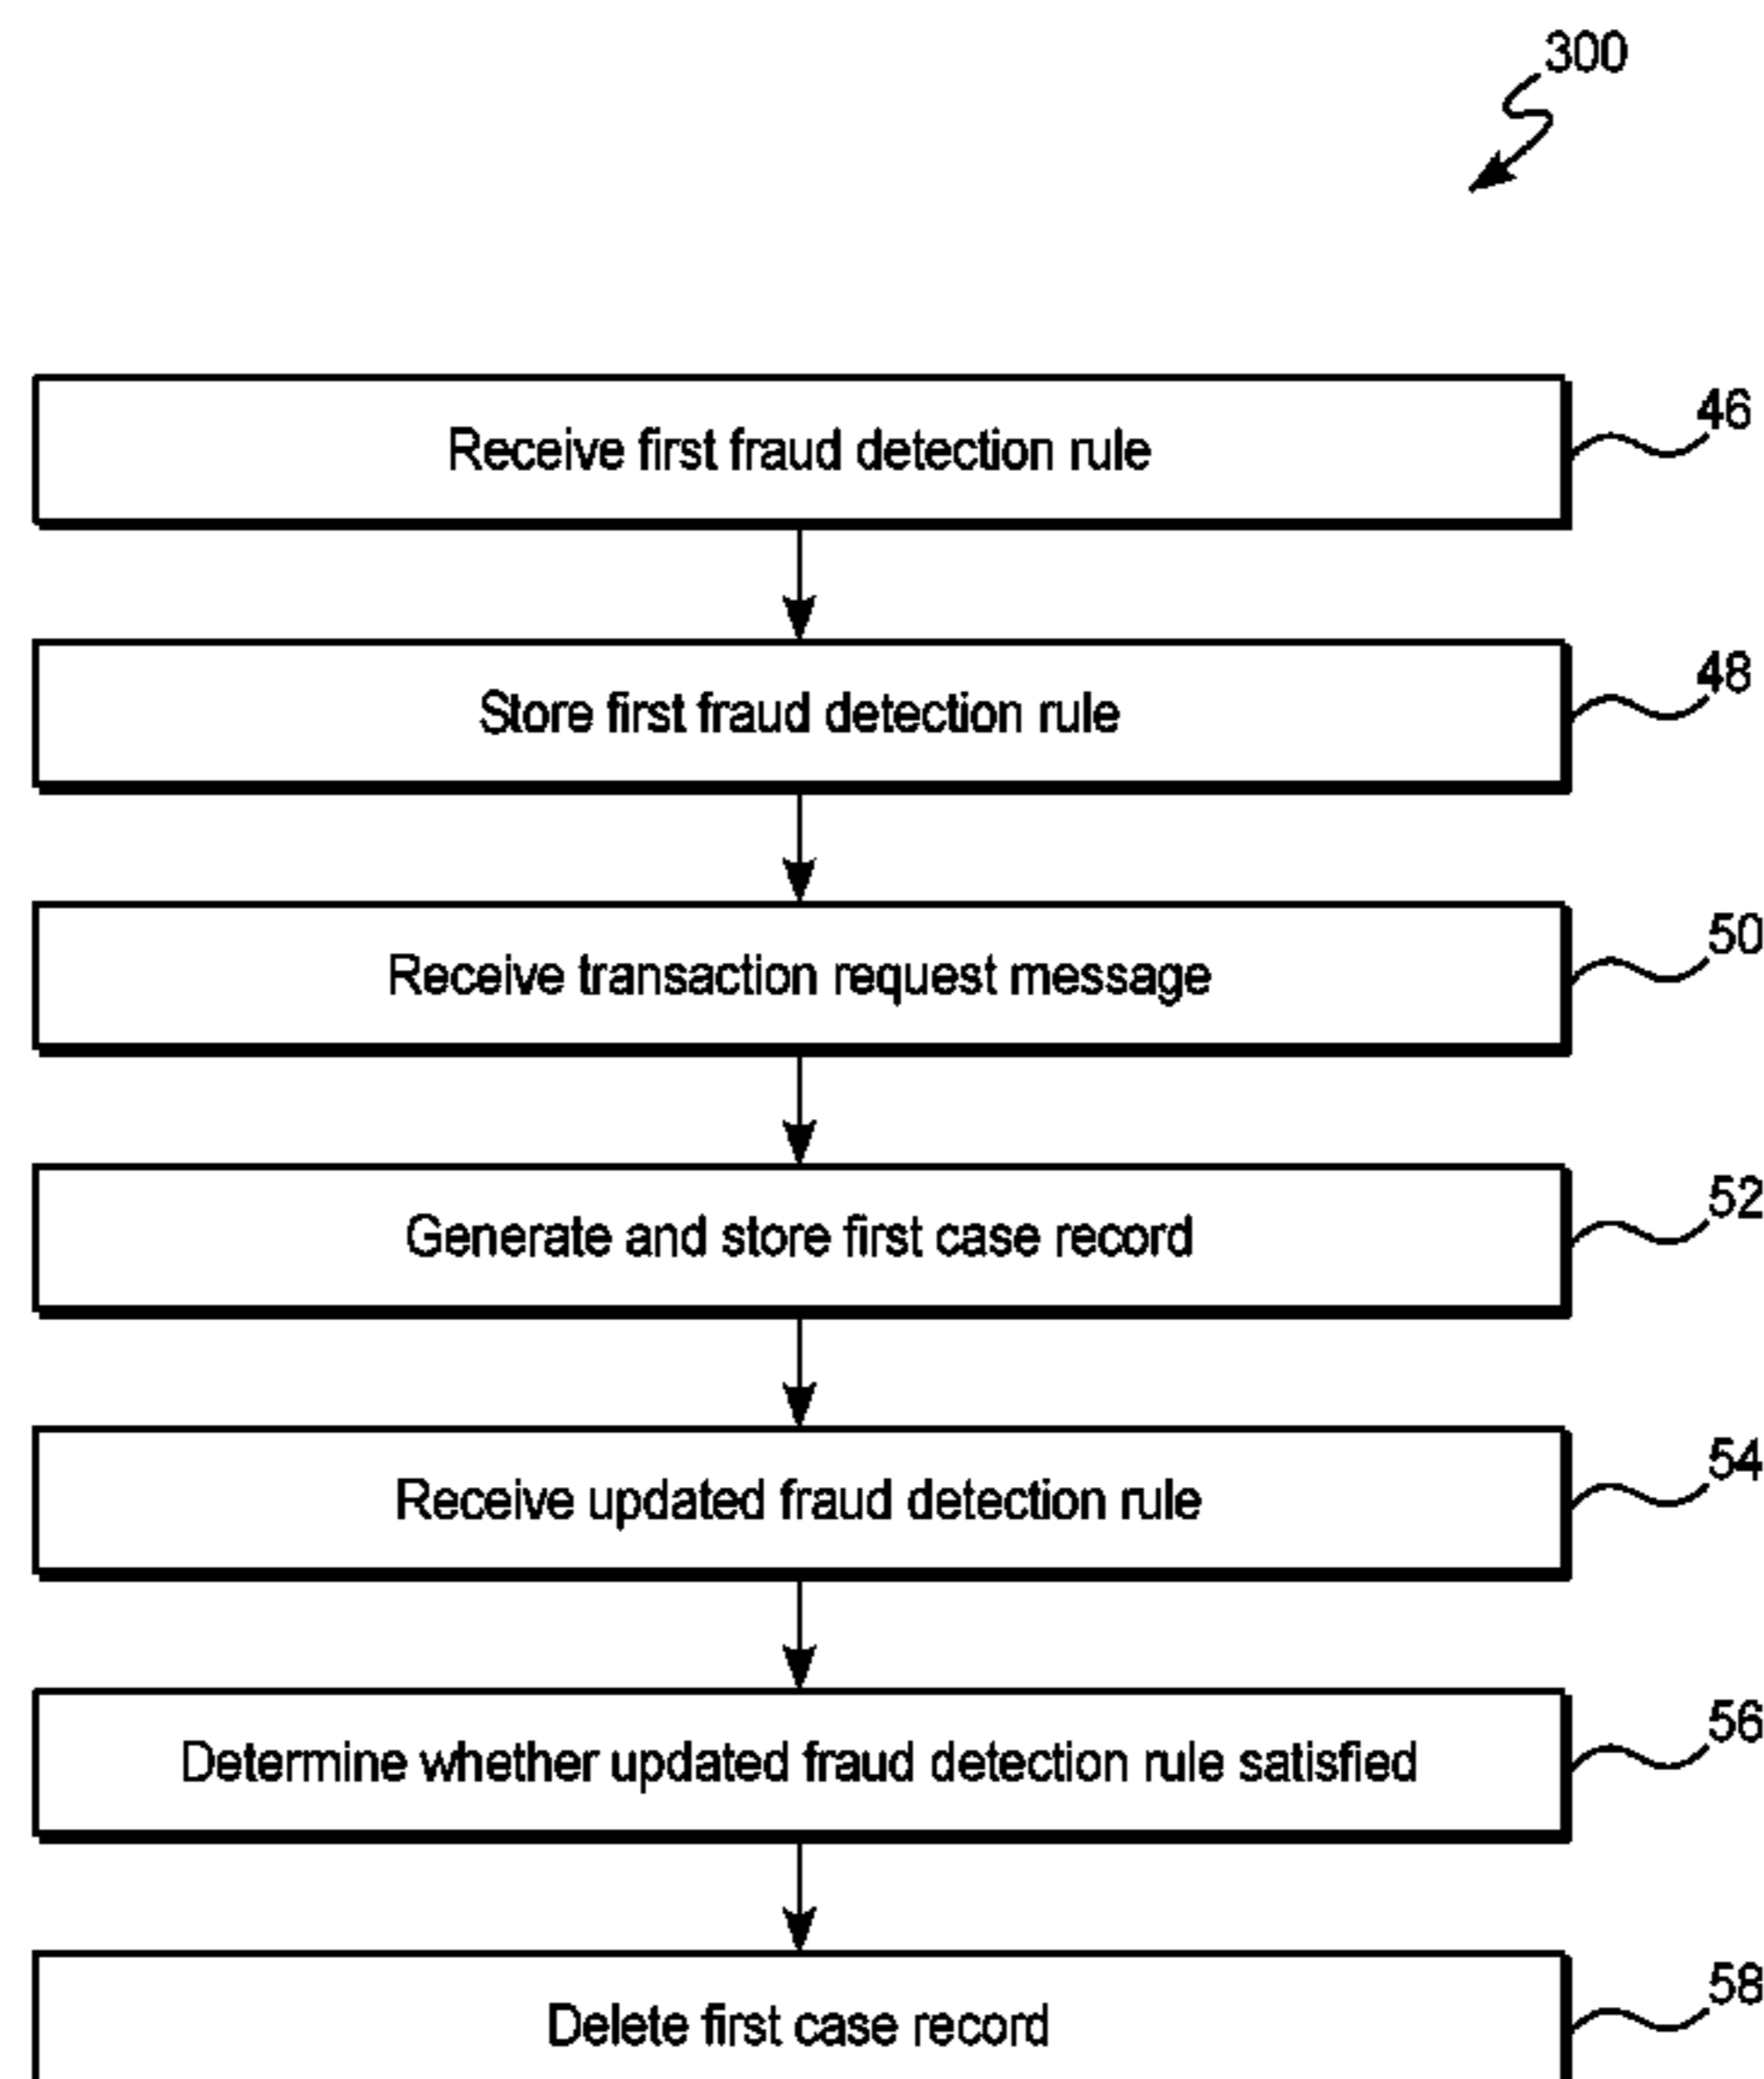 300
Receive first fraud detection rule
46
Store first fraud detection rule
48
Receive transaction request message
50
Generate and store first case record
52
Receive updated fraud detection rule
54
Determine whether updated fraud detection rule satisfied
56
Delete first case record
58